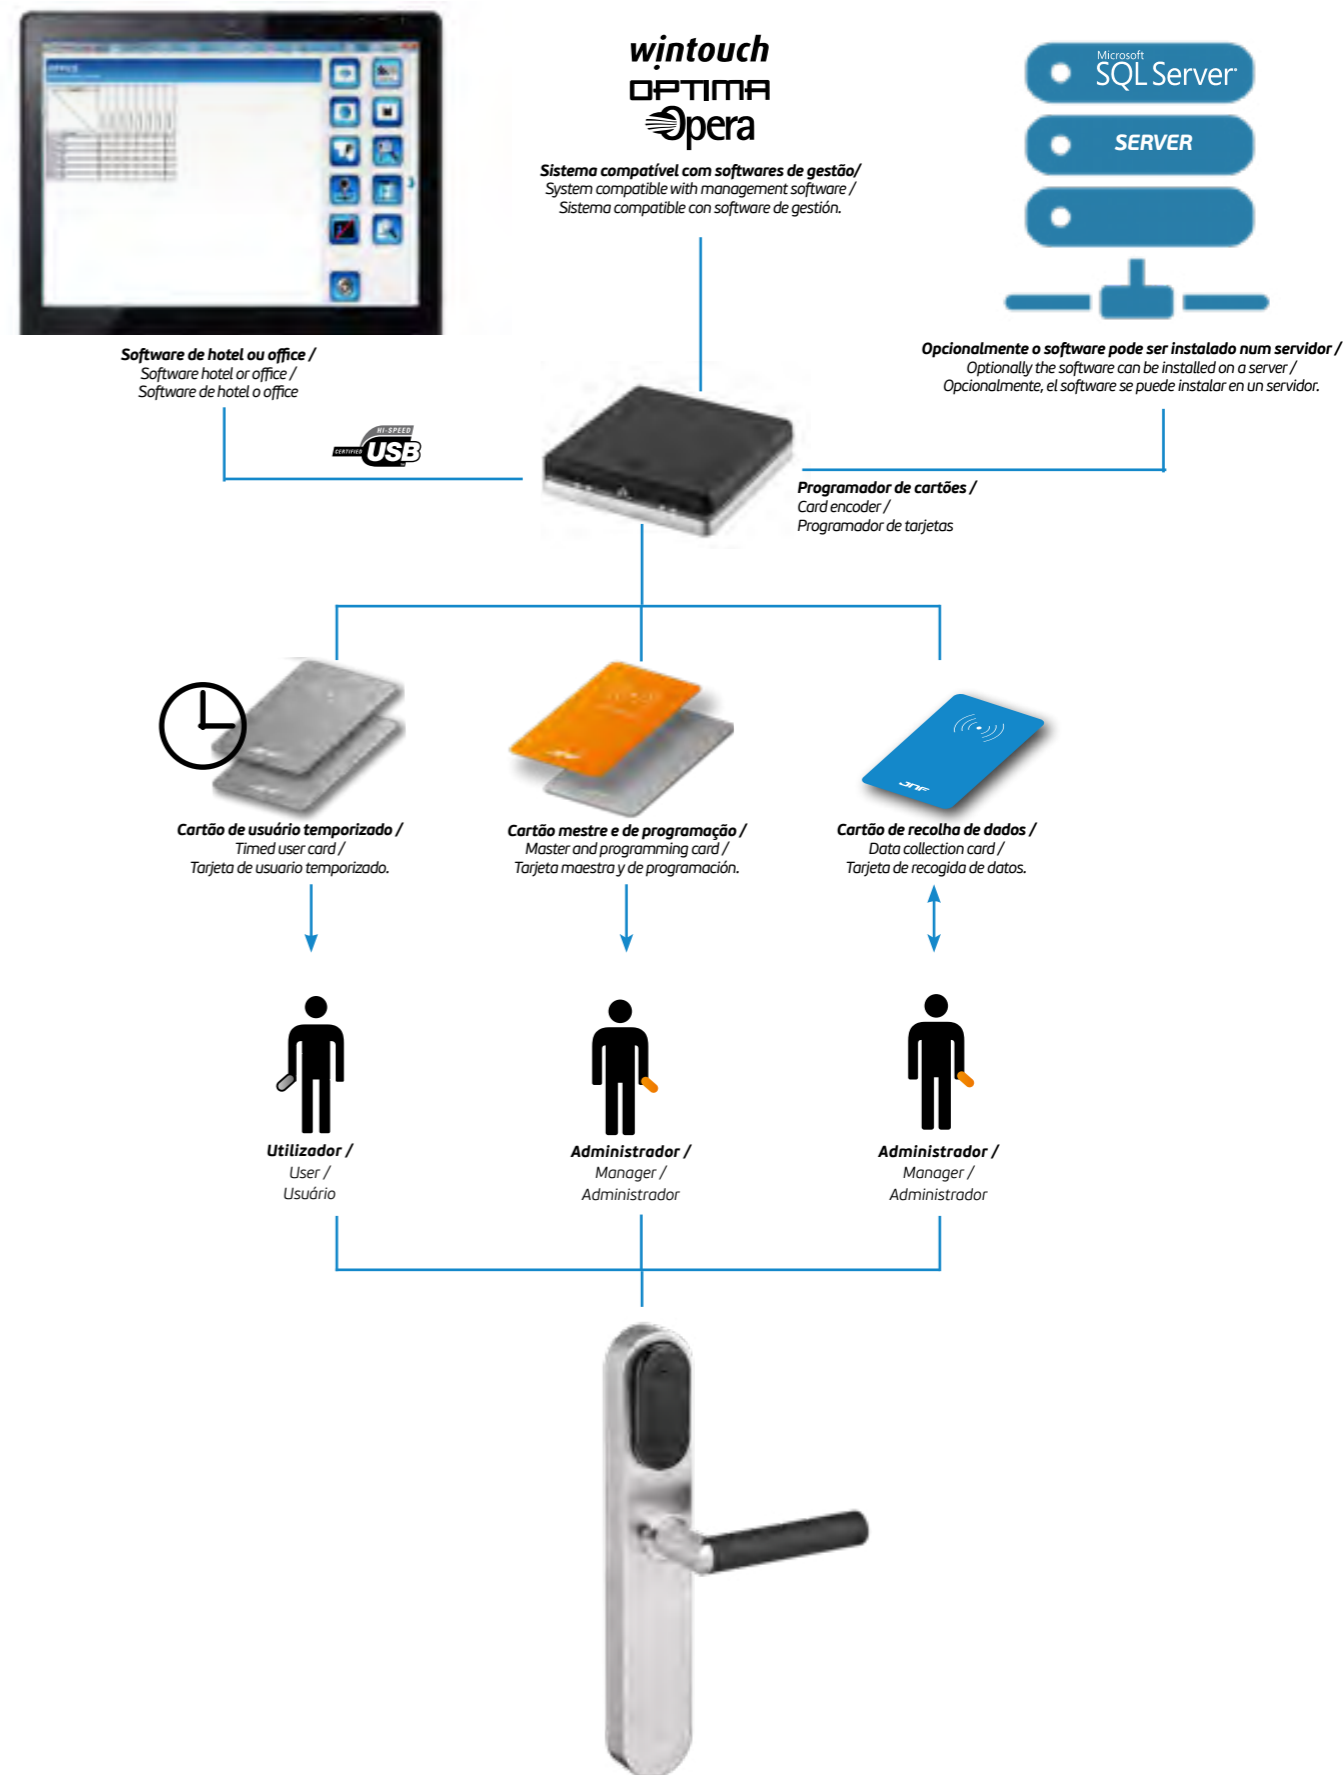 OFFICE
wintouch
OPTIMA
Opera
Sistema compatível com softwares de gestão/
System compatible with management software /
Sistema compatible con software de gestión.
Microsoft
SQL Server
SERVER
Software de hotel ou office /
Software hotel or office /
Software de hotel o office
Opcionalmente o software pode ser instalado num servidor /
Optionally the software can be installed on a server /
Opcionalmente, el software se puede instalar en un servidor.
HI-SPEED
CERTIFIED USB
Programador de cartões /
Card encoder /
Programador de tarjetas
JNF
JNF
JNF
JNF
Cartão de usuário temporizado /
Timed user card /
Tarjeta de usuario temporizado.
Cartão mestre e de programação /
Master and programming card /
Tarjeta maestra y de programación.
Cartão de recolha de dados /
Data collection card /
Tarjeta de recogida de datos.
Utilizador /
User /
Usuário
Administrador /
Manager /
Administrador
Administrador /
Manager /
Administrador